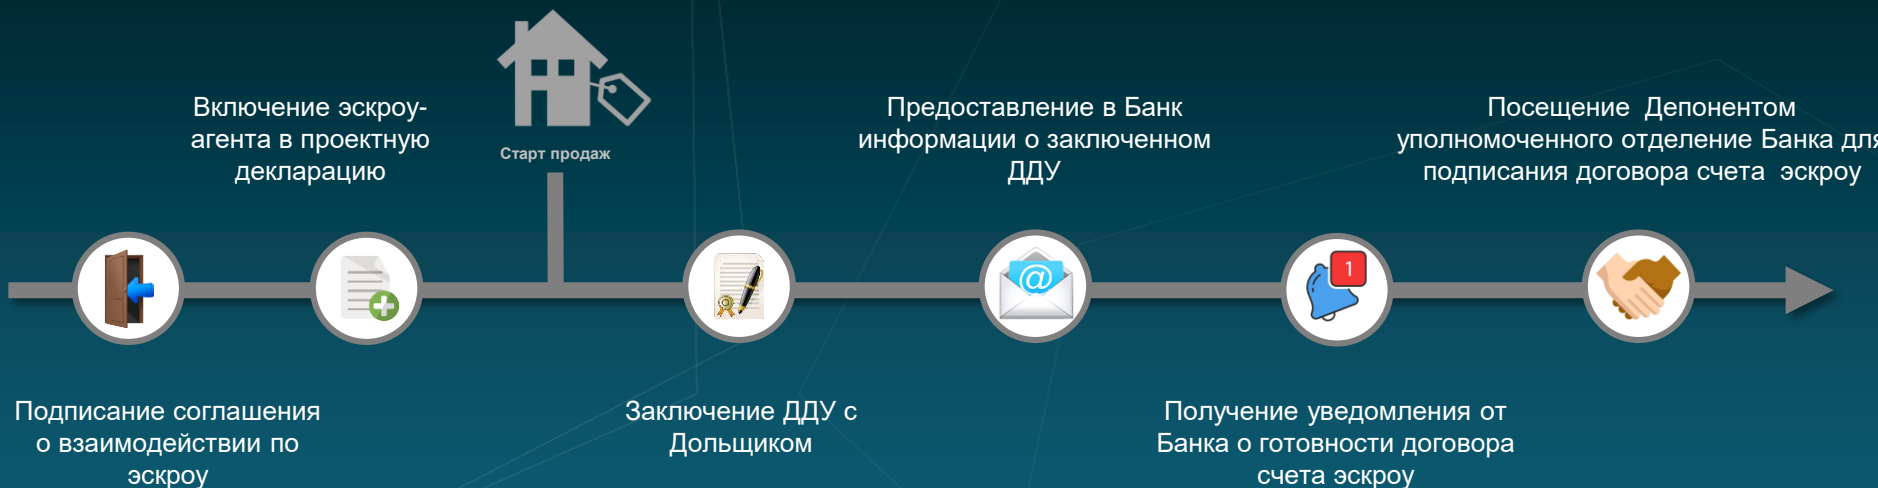 Включение эскроу-
агента в проектную
декларацию
Старт продаж
Предоставление в Банк
информации о заключенном
ДДУ
Посещение Депонентом
уполномоченного отделение Банка для
подписания договора счета эскроу
@
1
Подписание соглашения
о взаимодействии по
эскроу
Заключение ДДУ с
Дольщиком
Получение уведомления от
Банка о готовности договора
счета эскроу